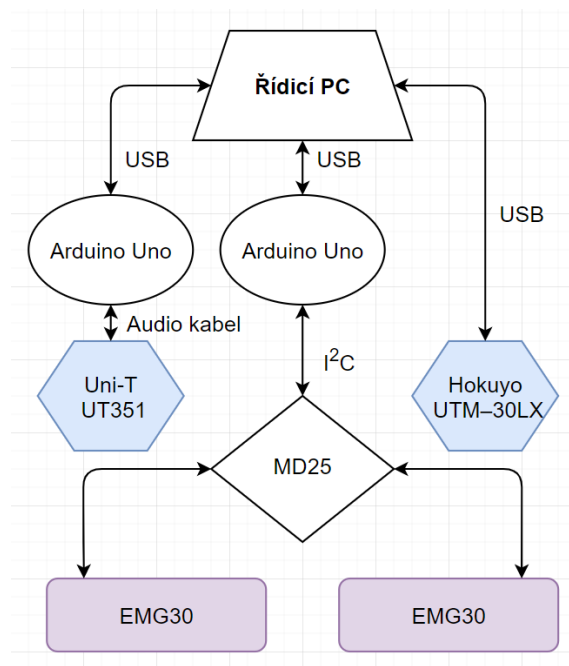 Řídicí PC
USB
USB
USB
Arduino Uno
Arduino Uno
Audio kabel
I²C
Uni-T
UT351
Hokuyo
UTM–30LX
MD25
EMG30
EMG30